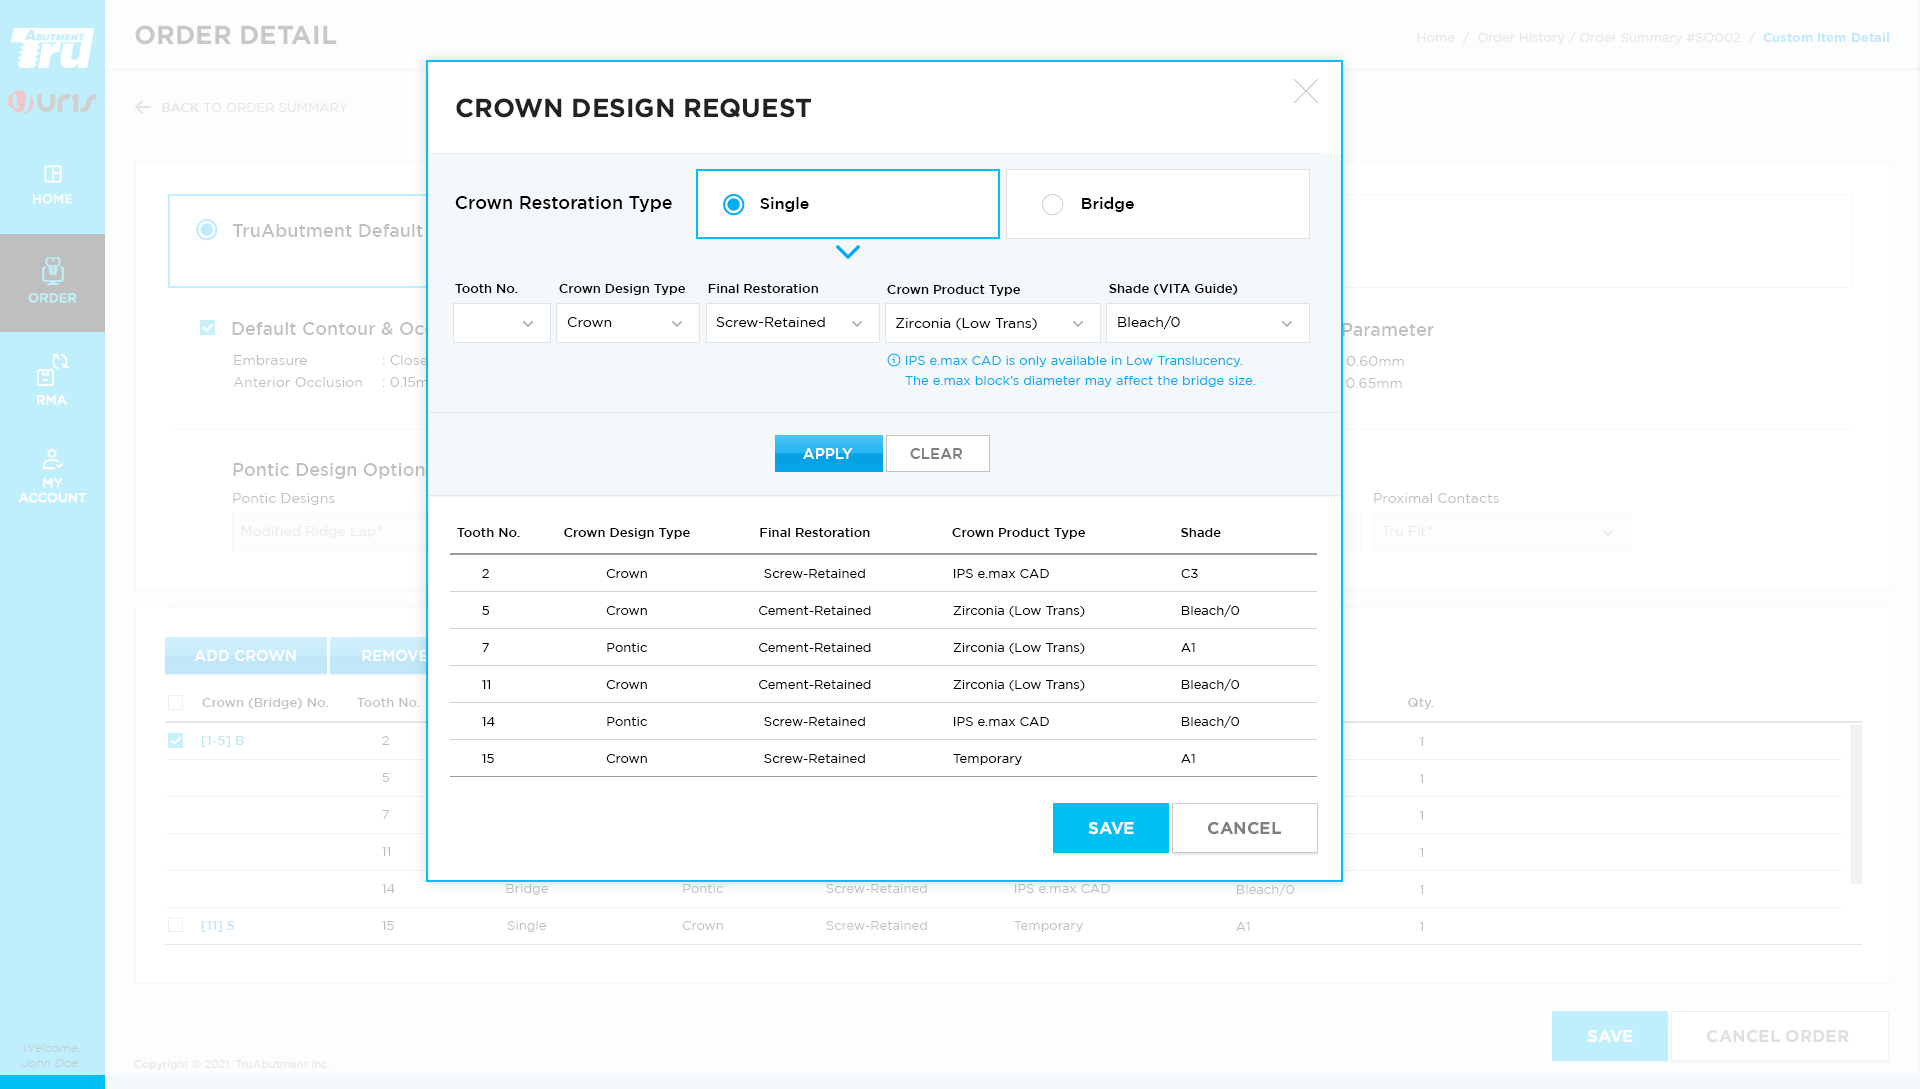 ABUTMENT
Tru
uris
HOME
ORDER
RMA
MY
ACCOUNT
Welcome,
John Doe
ORDER DETAIL
Home / Order History / Order Summary #SO002 / Custom Item Detail
BACK TO ORDER SUMMARY
TruAbutment Default
Default Contour & Oc
Embrasure : Close
Anterior Occlusion : 0.15m
Parameter
0.60mm
0.65mm
Pontic Design Option
Pontic Designs
Modified Ridge Lap*
Proximal Contacts
Tru Fit*
CROWN DESIGN REQUEST
Crown Restoration Type
Single
Bridge
Tooth No. Crown Design Type Final Restoration Crown Product Type Shade (VITA Guide)
Crown Screw-Retained Zirconia (Low Trans) Bleach/0
IPS e.max CAD is only available in Low Translucency.
The e.max block's diameter may affect the bridge size.
APPLY CLEAR
Tooth No. Crown Design Type Final Restoration Crown Product Type Shade
2 Crown Screw-Retained IPS e.max CAD C3
5 Crown Cement-Retained Zirconia (Low Trans) Bleach/0
7 Pontic Cement-Retained Zirconia (Low Trans) A1
11 Crown Cement-Retained Zirconia (Low Trans) Bleach/0
14 Pontic Screw-Retained IPS e.max CAD Bleach/0
15 Crown Screw-Retained Temporary A1
SAVE CANCEL
ADD CROWN REMOVE
Crown (Bridge) No. Tooth No. Qty.
[1-5] B 2 1
5 1
7 1
11 1
14 Bridge Pontic Screw-Retained IPS e.max CAD Bleach/0 1
[11] S 15 Single Crown Screw-Retained Temporary A1 1
SAVE CANCEL ORDER
Copyright © 2021, TruAbutment Inc.